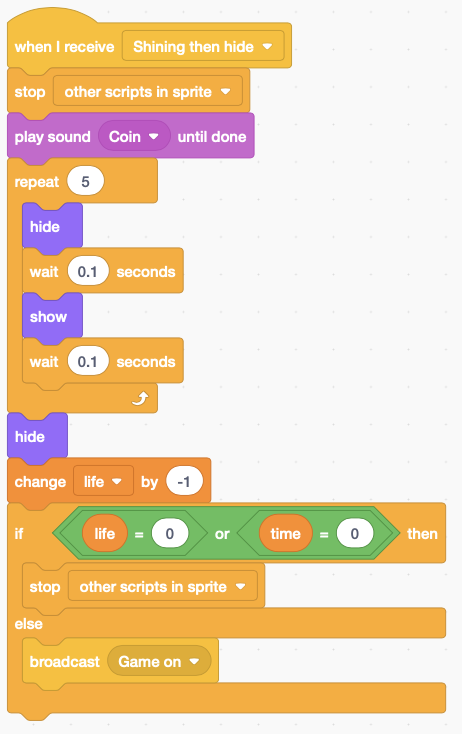 when I receive Shining then hide
stop other scripts in sprite
play sound Coin until done
repeat 5
hide
wait 0.1 seconds
show
wait 0.1 seconds
hide
change life by -1
if life = 0 or time = 0 then
stop other scripts in sprite
else
broadcast Game on